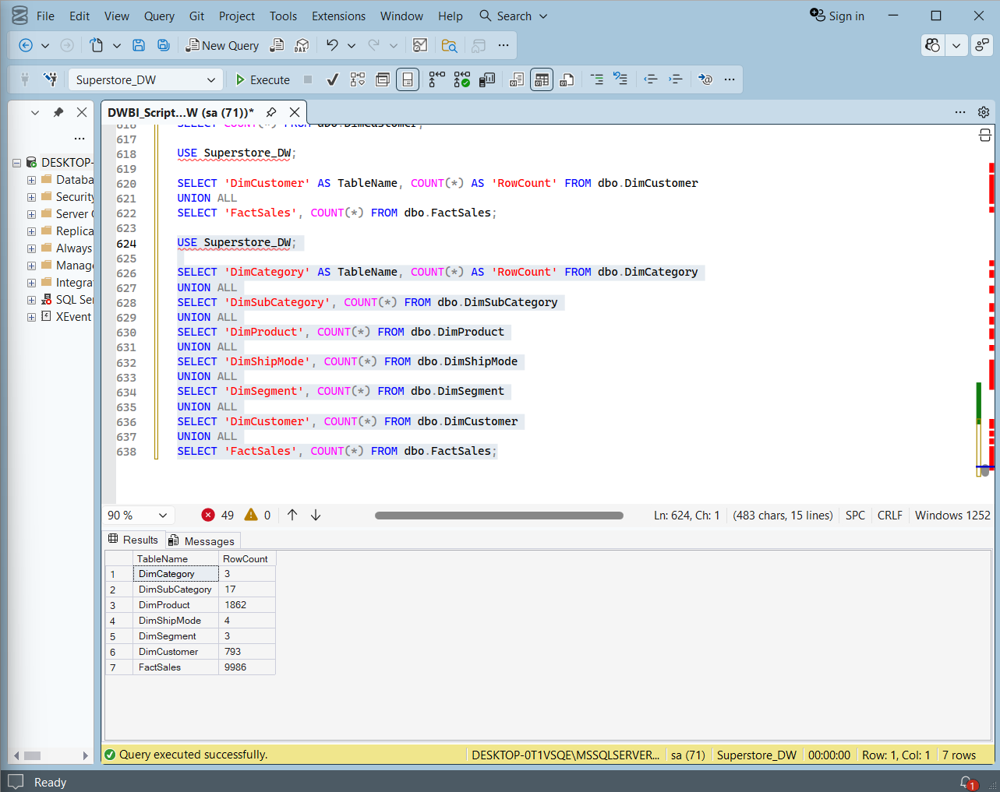 File Edit View Query Git Project Tools Extensions Window Help Search Sign in
New Query DAX
Superstore_DW Execute
DWBI_Script...W (sa (71))*
616 SELECT COUNT(*) FROM dbo.DimCustomer;
617
618 USE Superstore_DW;
619
620 SELECT 'DimCustomer' AS TableName, COUNT(*) AS 'RowCount' FROM dbo.DimCustomer
621 UNION ALL
622 SELECT 'FactSales', COUNT(*) FROM dbo.FactSales;
623
624 USE Superstore_DW;
625
626 SELECT 'DimCategory' AS TableName, COUNT(*) AS 'RowCount' FROM dbo.DimCategory
627 UNION ALL
628 SELECT 'DimSubCategory', COUNT(*) FROM dbo.DimSubCategory
629 UNION ALL
630 SELECT 'DimProduct', COUNT(*) FROM dbo.DimProduct
631 UNION ALL
632 SELECT 'DimShipMode', COUNT(*) FROM dbo.DimShipMode
633 UNION ALL
634 SELECT 'DimSegment', COUNT(*) FROM dbo.DimSegment
635 UNION ALL
636 SELECT 'DimCustomer', COUNT(*) FROM dbo.DimCustomer
637 UNION ALL
638 SELECT 'FactSales', COUNT(*) FROM dbo.FactSales;
DESKTOP-
Databa
Security
Server
Replica
Always
Manage
Integra
SQL Ser
XEvent
90 % 49 0 Ln: 624, Ch: 1 (483 chars, 15 lines) SPC CRLF Windows 1252
Results Messages
TableName RowCount
1 DimCategory 3
2 DimSubCategory 17
3 DimProduct 1862
4 DimShipMode 4
5 DimSegment 3
6 DimCustomer 793
7 FactSales 9986
Query executed successfully. DESKTOP-0T1VSQE\MSSQLSERVER... sa (71) Superstore_DW 00:00:00 Row: 1, Col: 1 7 rows
Ready 1